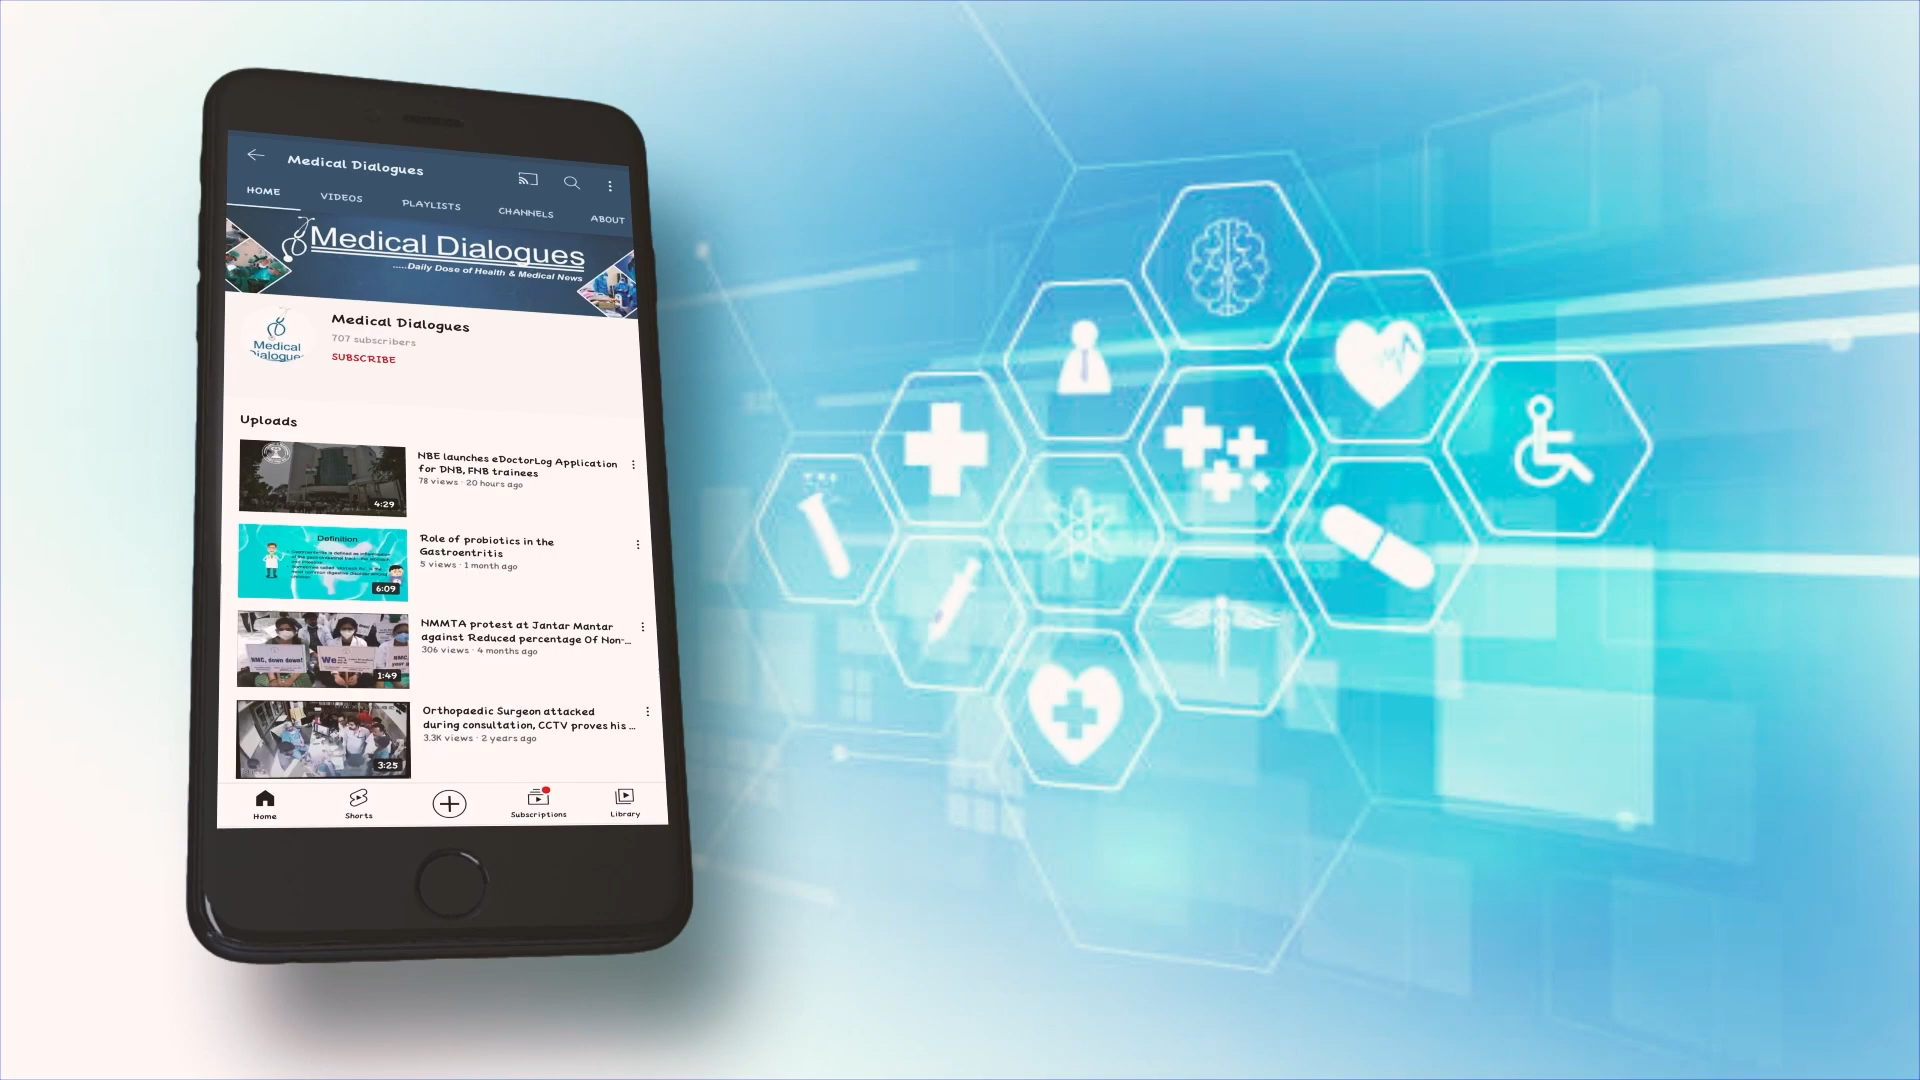 Medical Dialogues
HOME VIDEOS PLAYLISTS CHANNELS ABOUT
Medical Dialogues
.....Daily Dose of Health & Medical News
Medical Dialogues
707 subscribers
SUBSCRIBE
Medical
Dialogues
Uploads
NBE launches eDoctorLog Application
for DNB, FNB trainees
78 views · 20 hours ago
4:29
Definition
Role of probiotics in the
Gastroentritis
5 views · 1 month ago
6:09
NMMTA protest at Jantar Mantar
against Reduced percentage Of Non-...
306 views · 4 months ago
NMC, down down!
We
1:49
Orthopaedic Surgeon attacked
during consultation, CCTV proves his ...
3.3K views · 2 years ago
3:25
Home Shorts Subscriptions Library